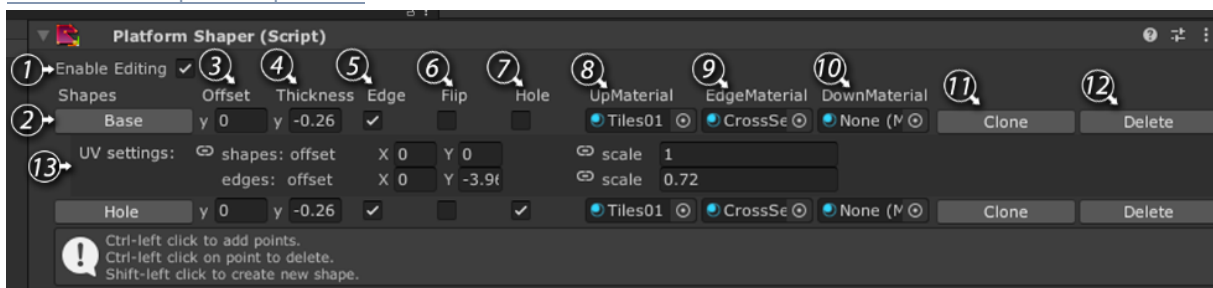 Platform Shaper (Script)
1 Enable Editing 3 4 5 6 7 8 9 10 11 12
Shapes Offset Thickness Edge Flip Hole UpMaterial EdgeMaterial DownMaterial
2 Base y 0 y -0.26 Tiles01 CrossSe None (M Clone Delete
13 UV settings: shapes: offset X 0 Y 0 scale 1
edges: offset X 0 Y -3.96 scale 0.72
Hole y 0 y -0.26 Tiles01 CrossSe None (M Clone Delete
Ctrl-left click to add points.
Ctrl-left click on point to delete.
Shift-left click to create new shape.